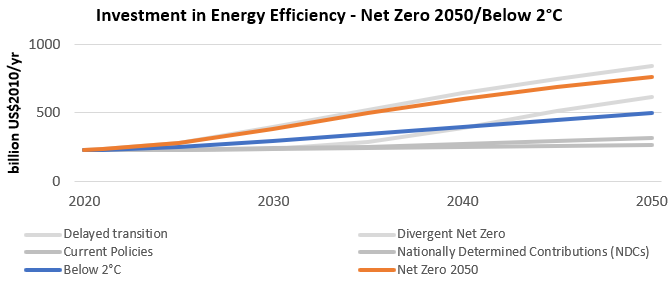 Investment in Energy Efficiency - Net Zero 2050/Below 2°C
billion US$2010/yr
1000
500
0
2020 2030 2040 2050
Delayed transition Divergent Net Zero
Current Policies Nationally Determined Contributions (NDCs)
Below 2°C Net Zero 2050